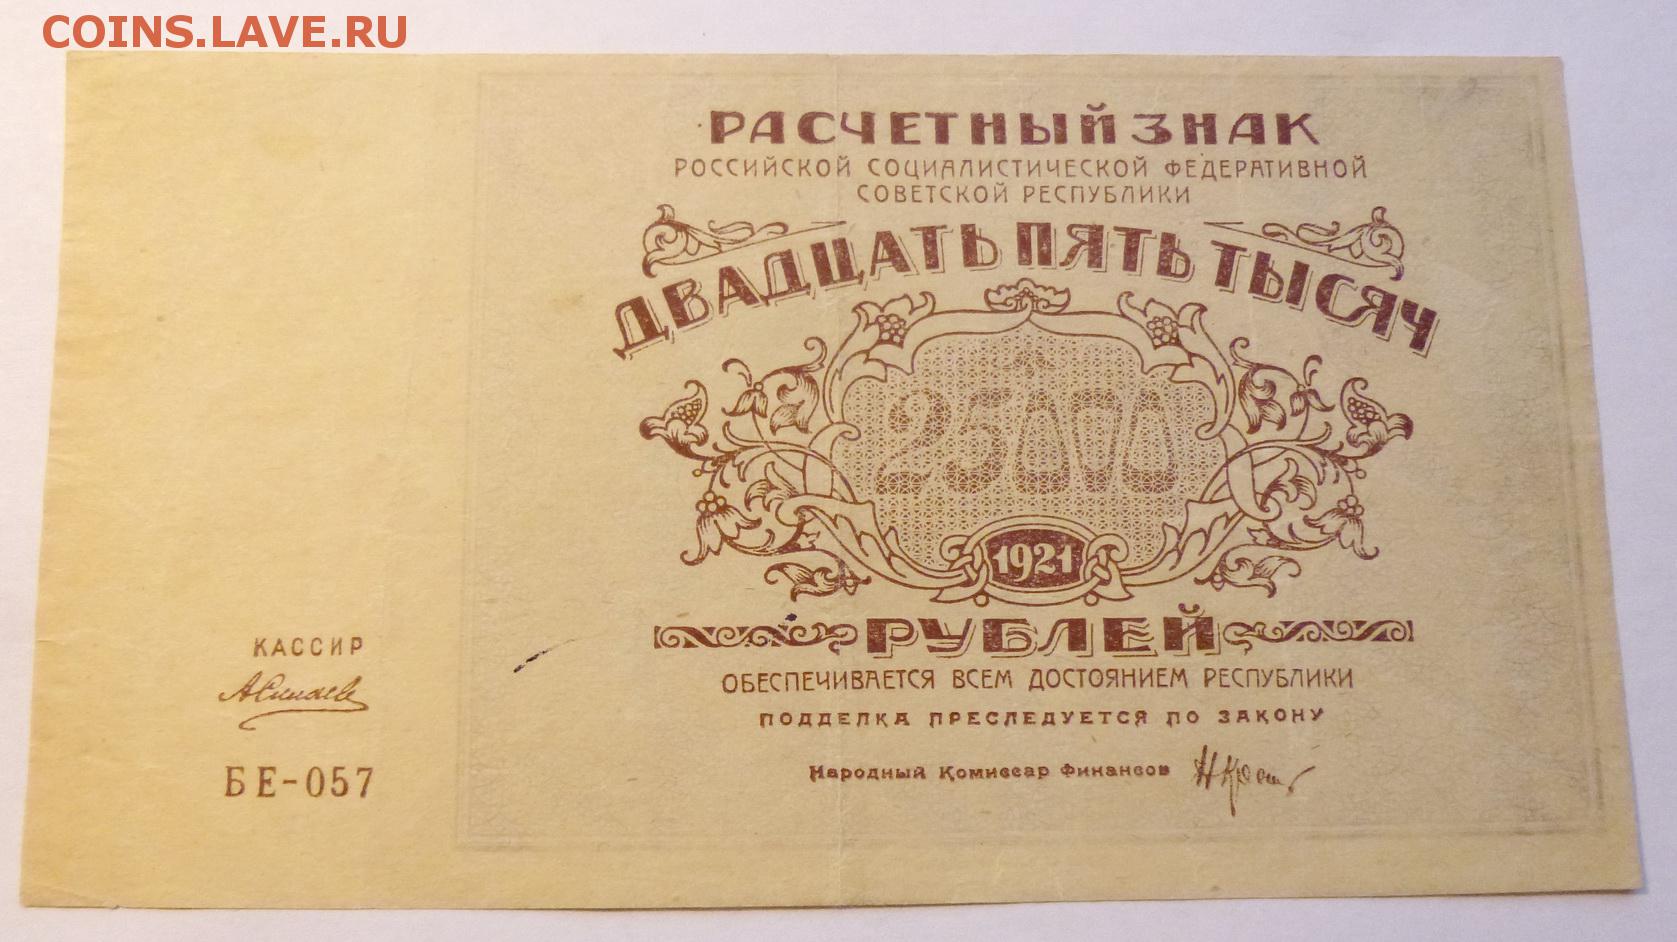 COINS.LAVE.RU
РАСЧЕТНЫЙ ЗНАК
РОССИЙСКОЙ СОЦИАЛИСТИЧЕСКОЙ ФЕДЕРАТИВНОЙ
СОВЕТСКОЙ РЕСПУБЛИКИ
ДВАДЦАТЬ ПЯТЬ ТЫСЯЧ
25000
1921
РУБЛЕЙ
ОБЕСПЕЧИВАЕТСЯ ВСЕМ ДОСТОЯНИЕМ РЕСПУБЛИКИ
ПОДДЕЛКА ПРЕСЛЕДУЕТСЯ ПО ЗАКОНУ
Народный Комиссар Финансов
КАССИР
БЕ-057